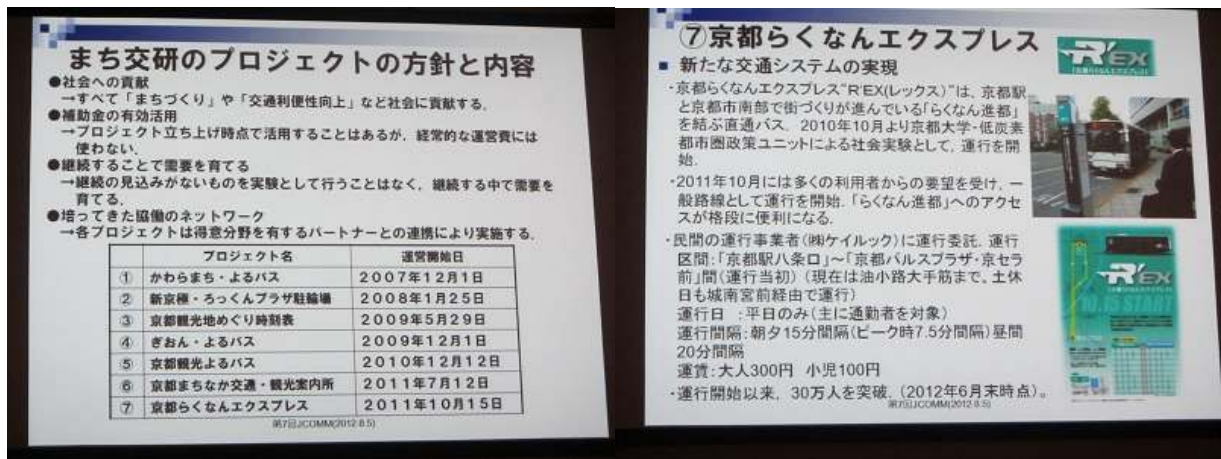 まち交研のプロジェクトの方針と内容
●社会への貢献
→すべて「まちづくり」や「交通利便性向上」など社会に貢献する.
●補助金の有効活用
→プロジェクト立ち上げ時点で活用することはあるが，経常的な運営費には
使わない.
●継続することで需要を育てる
→継続の見込みがないものを実験として行うことはなく，継続する中で需要を
育てる.
●培ってきた協働のネットワーク
→各プロジェクトは得意分野を有するパートナーとの連携により実施する.
プロジェクト名 運営開始日
① かわらまち・よるバス 2007年12月1日
② 新京極・ろっくんプラザ駐輪場 2008年1月25日
③ 京都観光地めぐり時刻表 2009年5月29日
④ ぎおん・よるバス 2009年12月1日
⑤ 京都観光よるバス 2010年12月12日
⑥ 京都まちなか交通・観光案内所 2011年7月12日
⑦ 京都らくなんエクスプレス 2011年10月15日
第7回JCOMM(2012.8.5)
⑦京都らくなんエクスプレス
R'EX
■ 新たな交通システムの実現
・京都らくなんエクスプレス"R'EX(レックス)"は，京都駅
と京都市南部で街づくりが進んでいる「らくなん進都」
を結ぶ直通バス．2010年10月より京都大学・低炭素
都市圏政策ユニットによる社会実験として，運行を開
始.
・2011年10月には多くの利用者からの要望を受け，一
般路線として運行を開始．「らくなん進都」へのアクセ
スが格段に便利になる.
・民間の運行事業者(㈱ケイルック)に運行委託．運行
区間:「京都駅八条口」～「京都パルスプラザ・京セラ
前」間(運行当初) (現在は油小路大手筋まで、土休
日も城南宮前経由で運行)
運行日 :平日のみ(主に通勤者を対象)
運行間隔:朝夕15分間隔(ピーク時7.5分間隔)昼間
20分間隔
運賃:大人300円 小児100円
・運行開始以来，30万人を突破．(2012年6月末時点)。
第7回JCOMM(2012.8.5)
R'EX